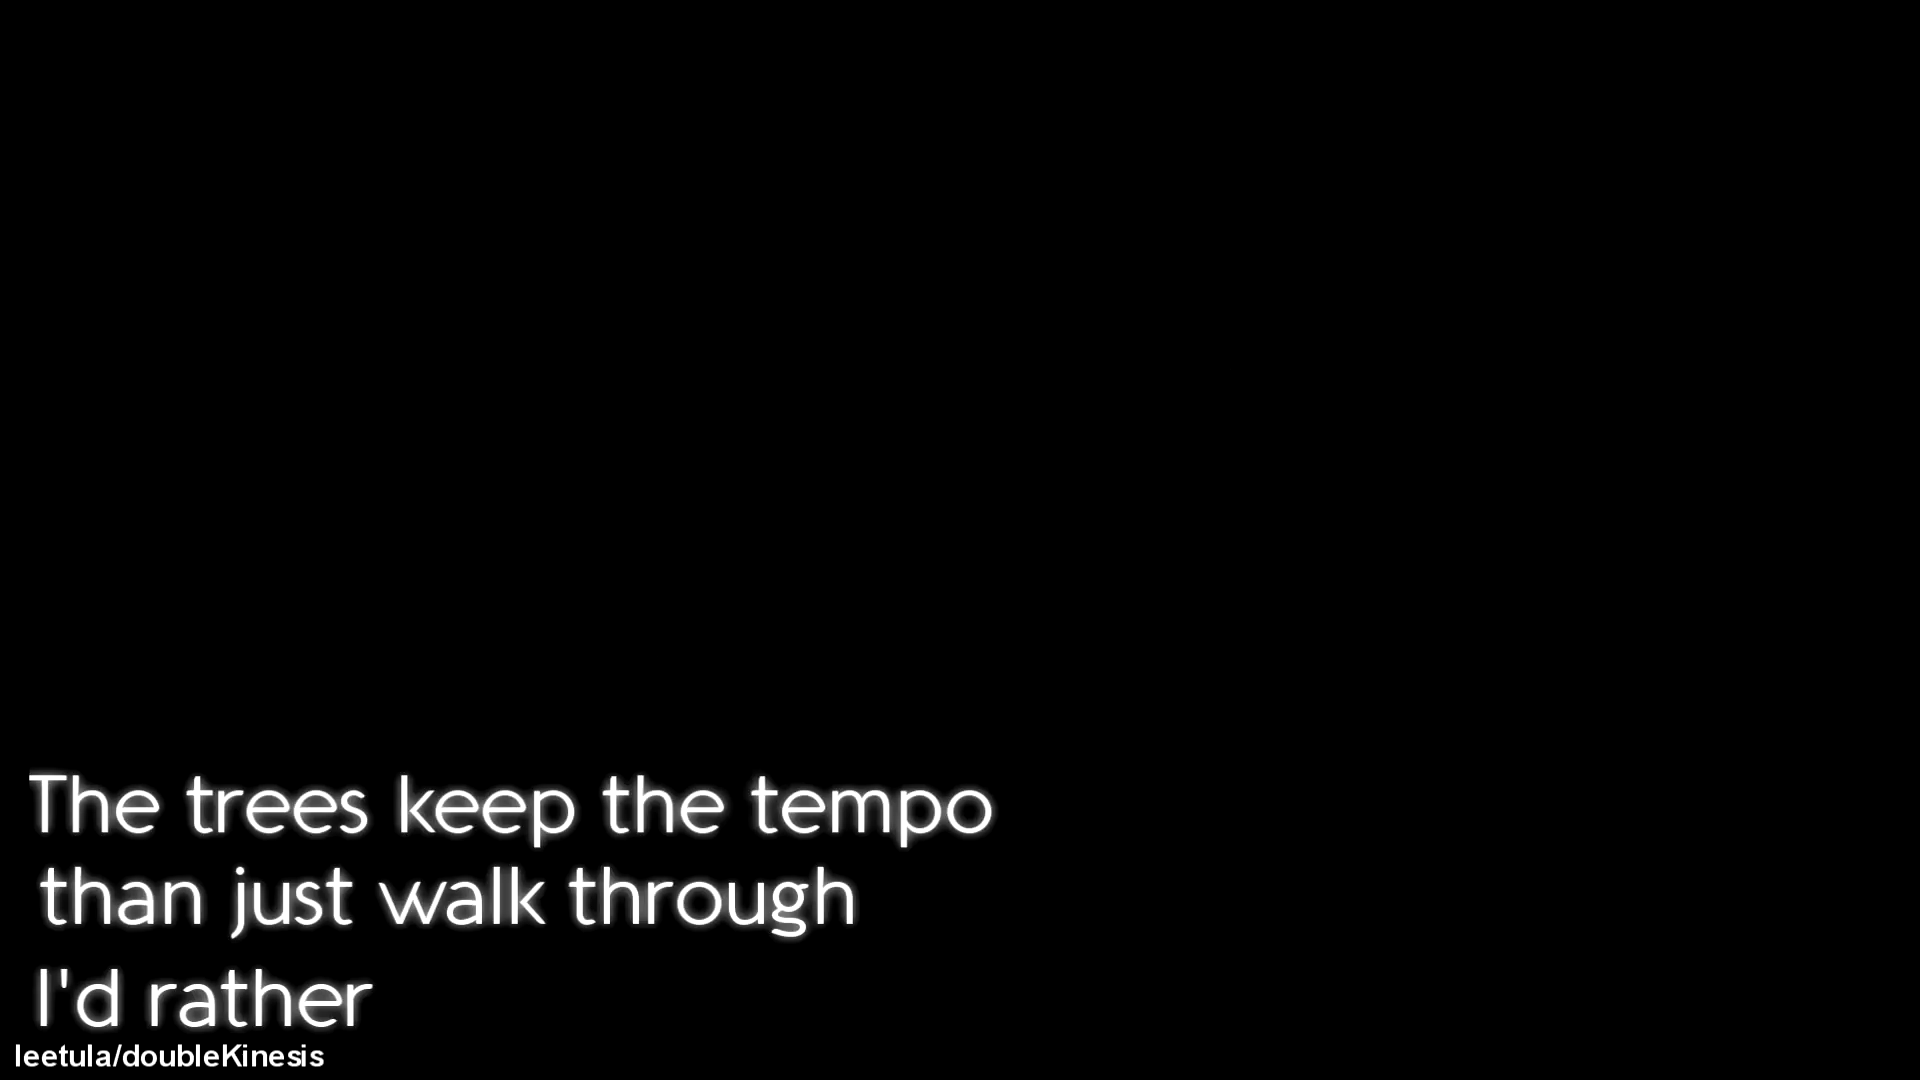 The trees keep the tempo
than just walk through
I'd rather
leetula/doubleKinesis